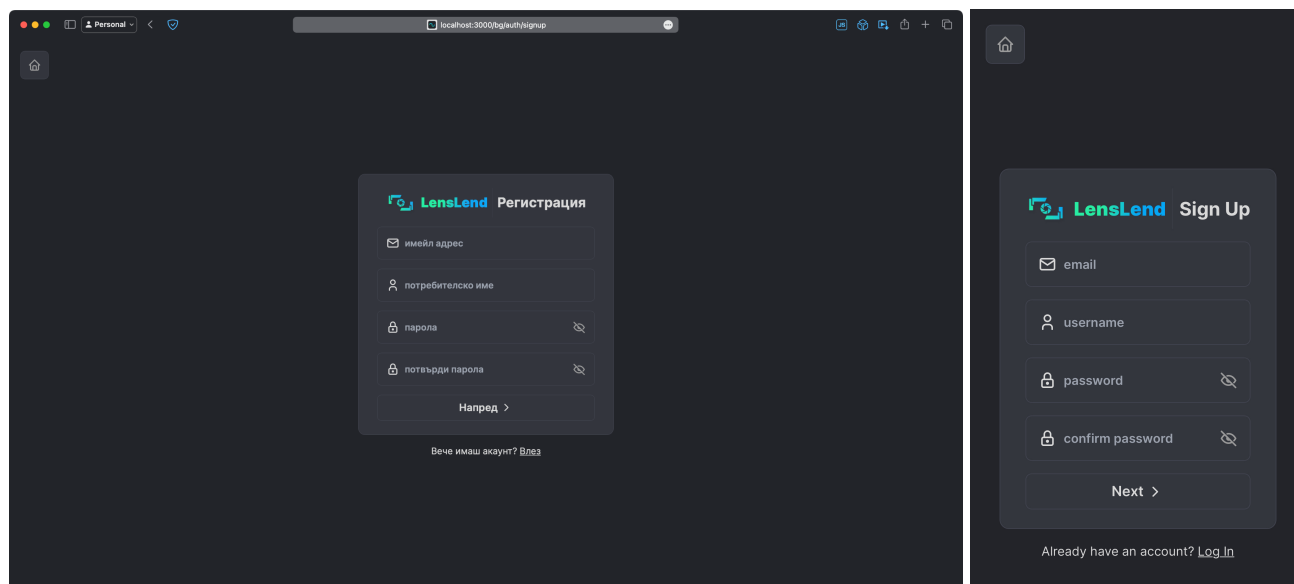 Personal
localhost:3000/bg/auth/signup
JS
LensLend Регистрация
имейл адрес
потребителско име
парола
потвърди парола
Напред
Вече имаш акаунт? Влез
LensLend Sign Up
email
username
password
confirm password
Next
Already have an account? Log In